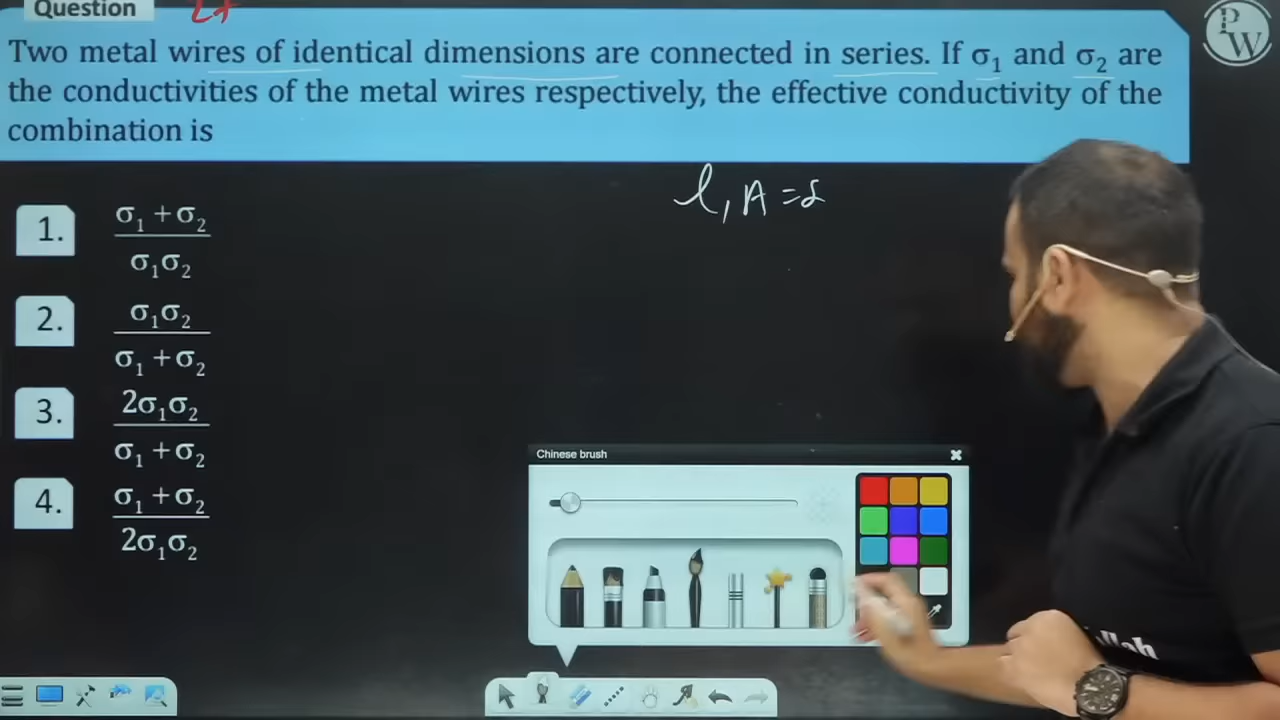 Question
Two metal wires of identical dimensions are connected in series. If σ₁ and σ₂ are
the conductivities of the metal wires respectively, the effective conductivity of the
combination is
l, A = δ
1. (σ₁ + σ₂) / (σ₁σ₂)
2. (σ₁σ₂) / (σ₁ + σ₂)
3. (2σ₁σ₂) / (σ₁ + σ₂)
4. (σ₁ + σ₂) / (2σ₁σ₂)
Chinese brush
PW
llah